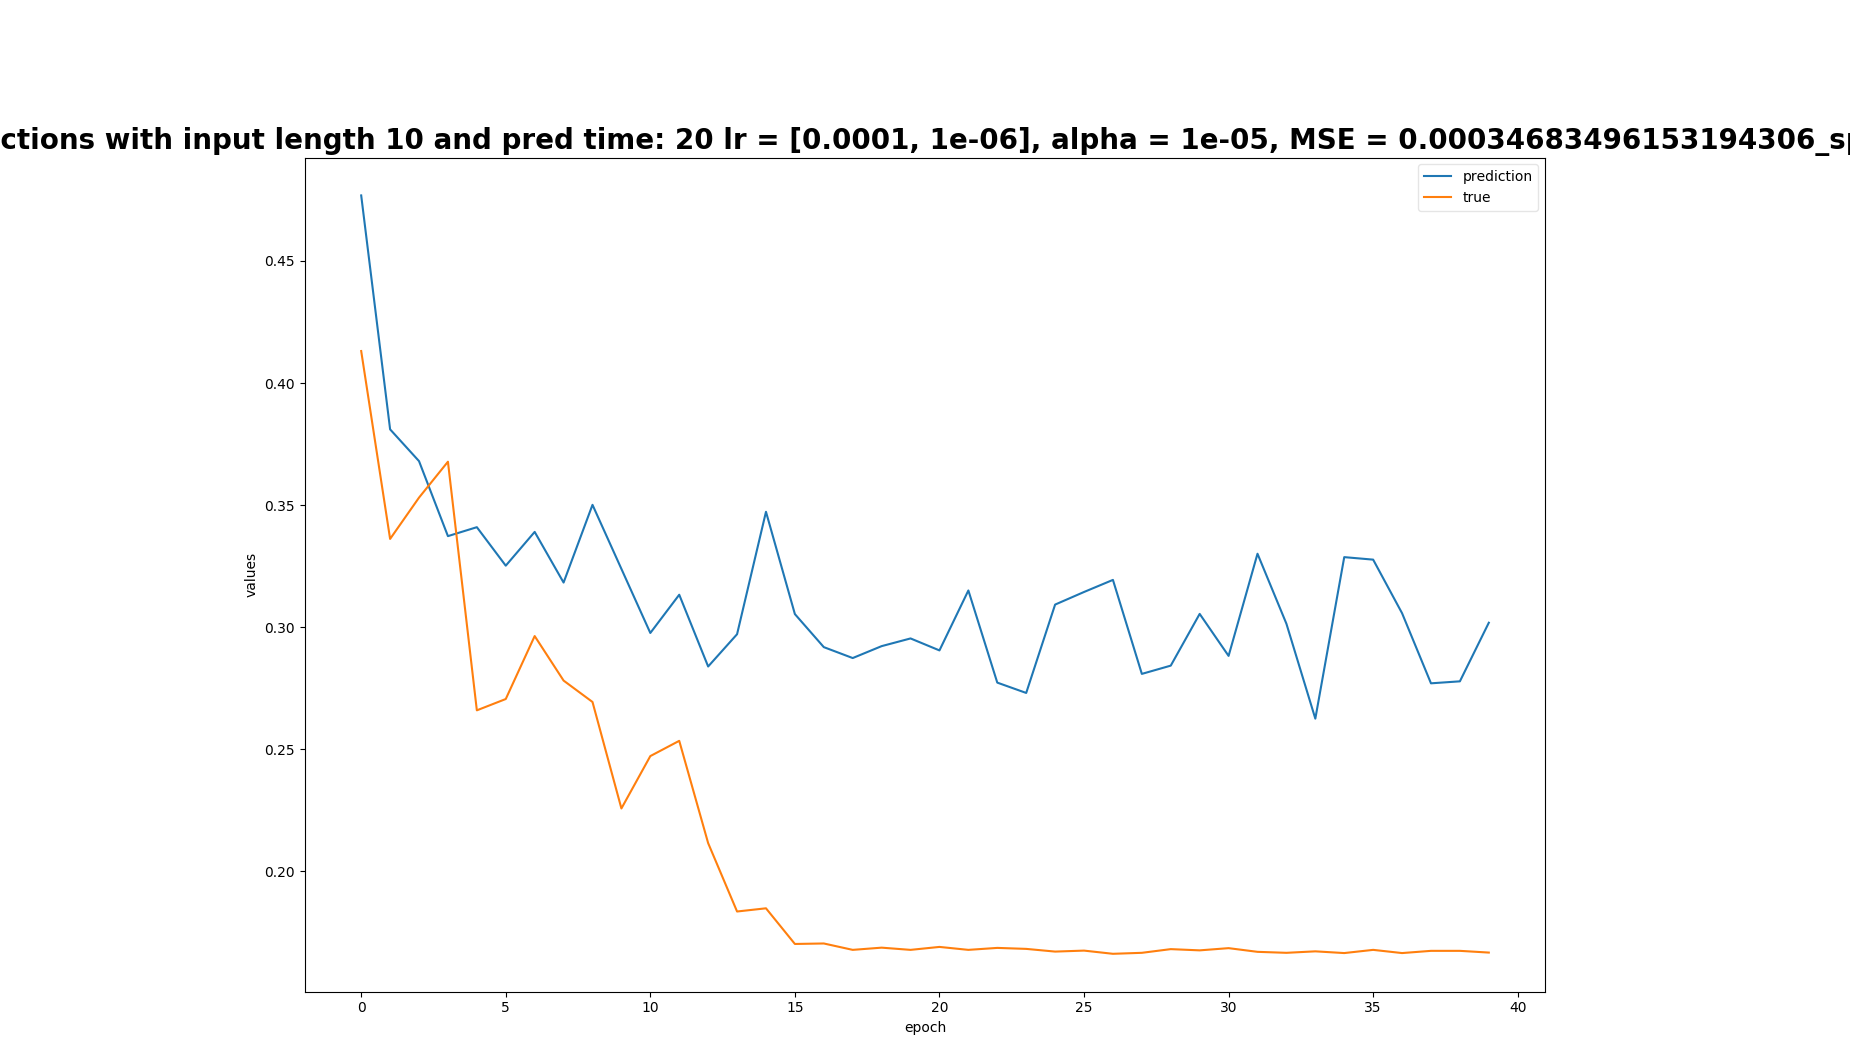 ctions with input length 10 and pred time: 20 lr = [0.0001, 1e-06], alpha = 1e-05, MSE = 0.00034683496153194306_sp
prediction
true
0.45
0.40
0.35
0.30
0.25
0.20
values
0 5 10 15 20 25 30 35 40
epoch